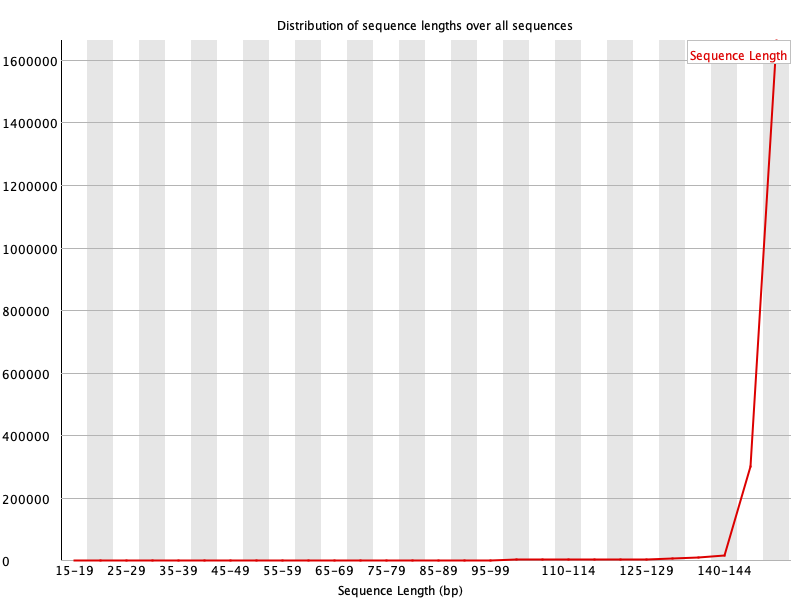 Distribution of sequence lengths over all sequences
Sequence Length
1600000
1400000
1200000
1000000
800000
600000
400000
200000
0
15-19 25-29 35-39 45-49 55-59 65-69 75-79 85-89 95-99 110-114 125-129 140-144
Sequence Length (bp)